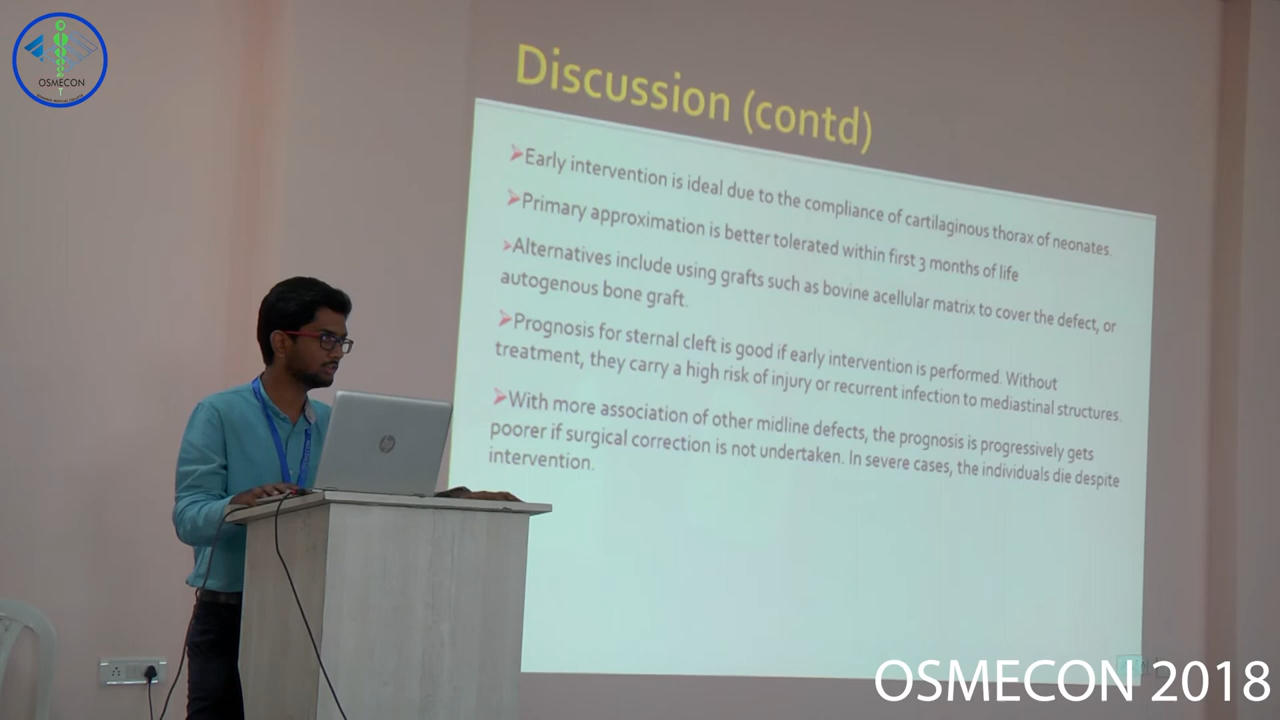 OSMECON
Discussion (contd)
➢Early intervention is ideal due to the compliance of cartilaginous thorax of neonates.
➢Primary approximation is better tolerated within first 3 months of life
➢Alternatives include using grafts such as bovine acellular matrix to cover the defect, or
autogenous bone graft.
➢Prognosis for sternal cleft is good if early intervention is performed. Without
treatment, they carry a high risk of injury or recurrent infection to mediastinal structures.
➢With more association of other midline defects, the prognosis is progressively gets
poorer if surgical correction is not undertaken. In severe cases, the individuals die despite
intervention.
hp
OSMECON 2018